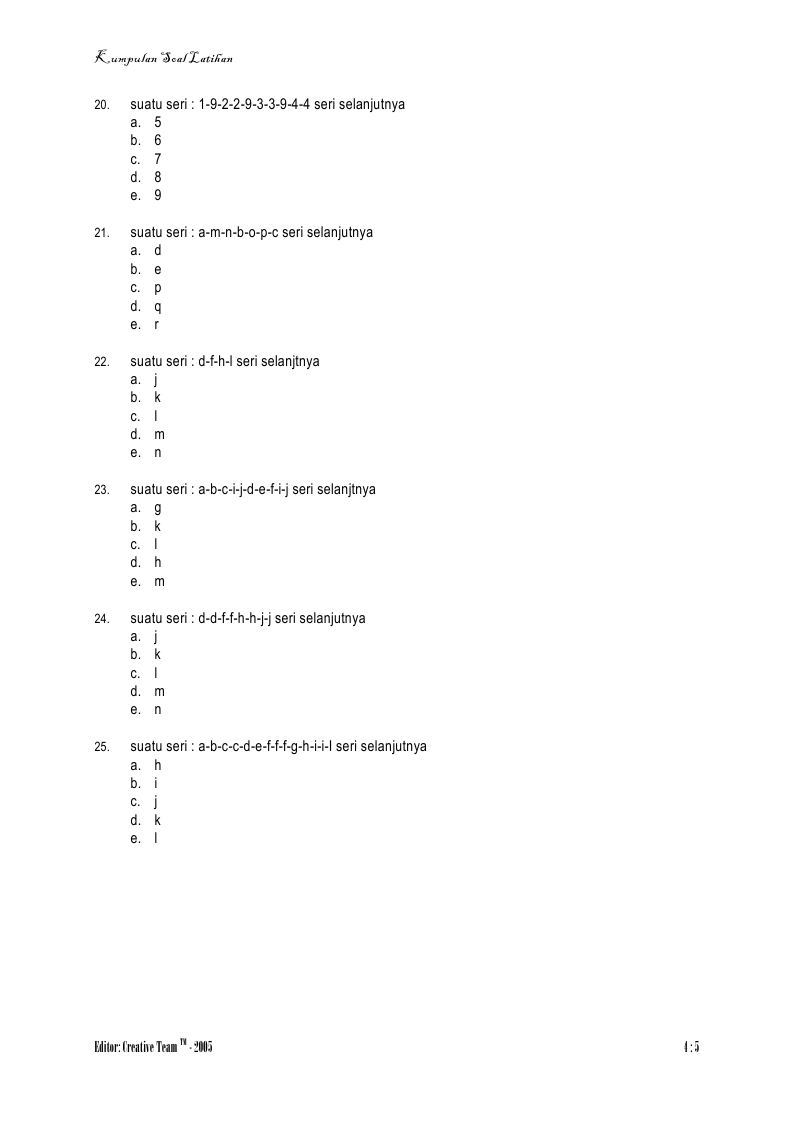 Kumpulan Soal Latihan
20. suatu seri : 1-9-2-2-9-3-3-9-4-4 seri selanjutnya
a. 5
b. 6
c. 7
d. 8
e. 9
21. suatu seri : a-m-n-b-o-p-c seri selanjutnya
a. d
b. e
c. p
d. q
e. r
22. suatu seri : d-f-h-I seri selanjtnya
a. j
b. k
c. l
d. m
e. n
23. suatu seri : a-b-c-i-j-d-e-f-i-j seri selanjtnya
a. g
b. k
c. l
d. h
e. m
24. suatu seri : d-d-f-f-h-h-j-j seri selanjutnya
a. j
b. k
c. l
d. m
e. n
25. suatu seri : a-b-c-c-d-e-f-f-f-g-h-i-i-I seri selanjutnya
a. h
b. i
c. j
d. k
e. l
Editor: Creative Team ™ - 2005 4 : 5